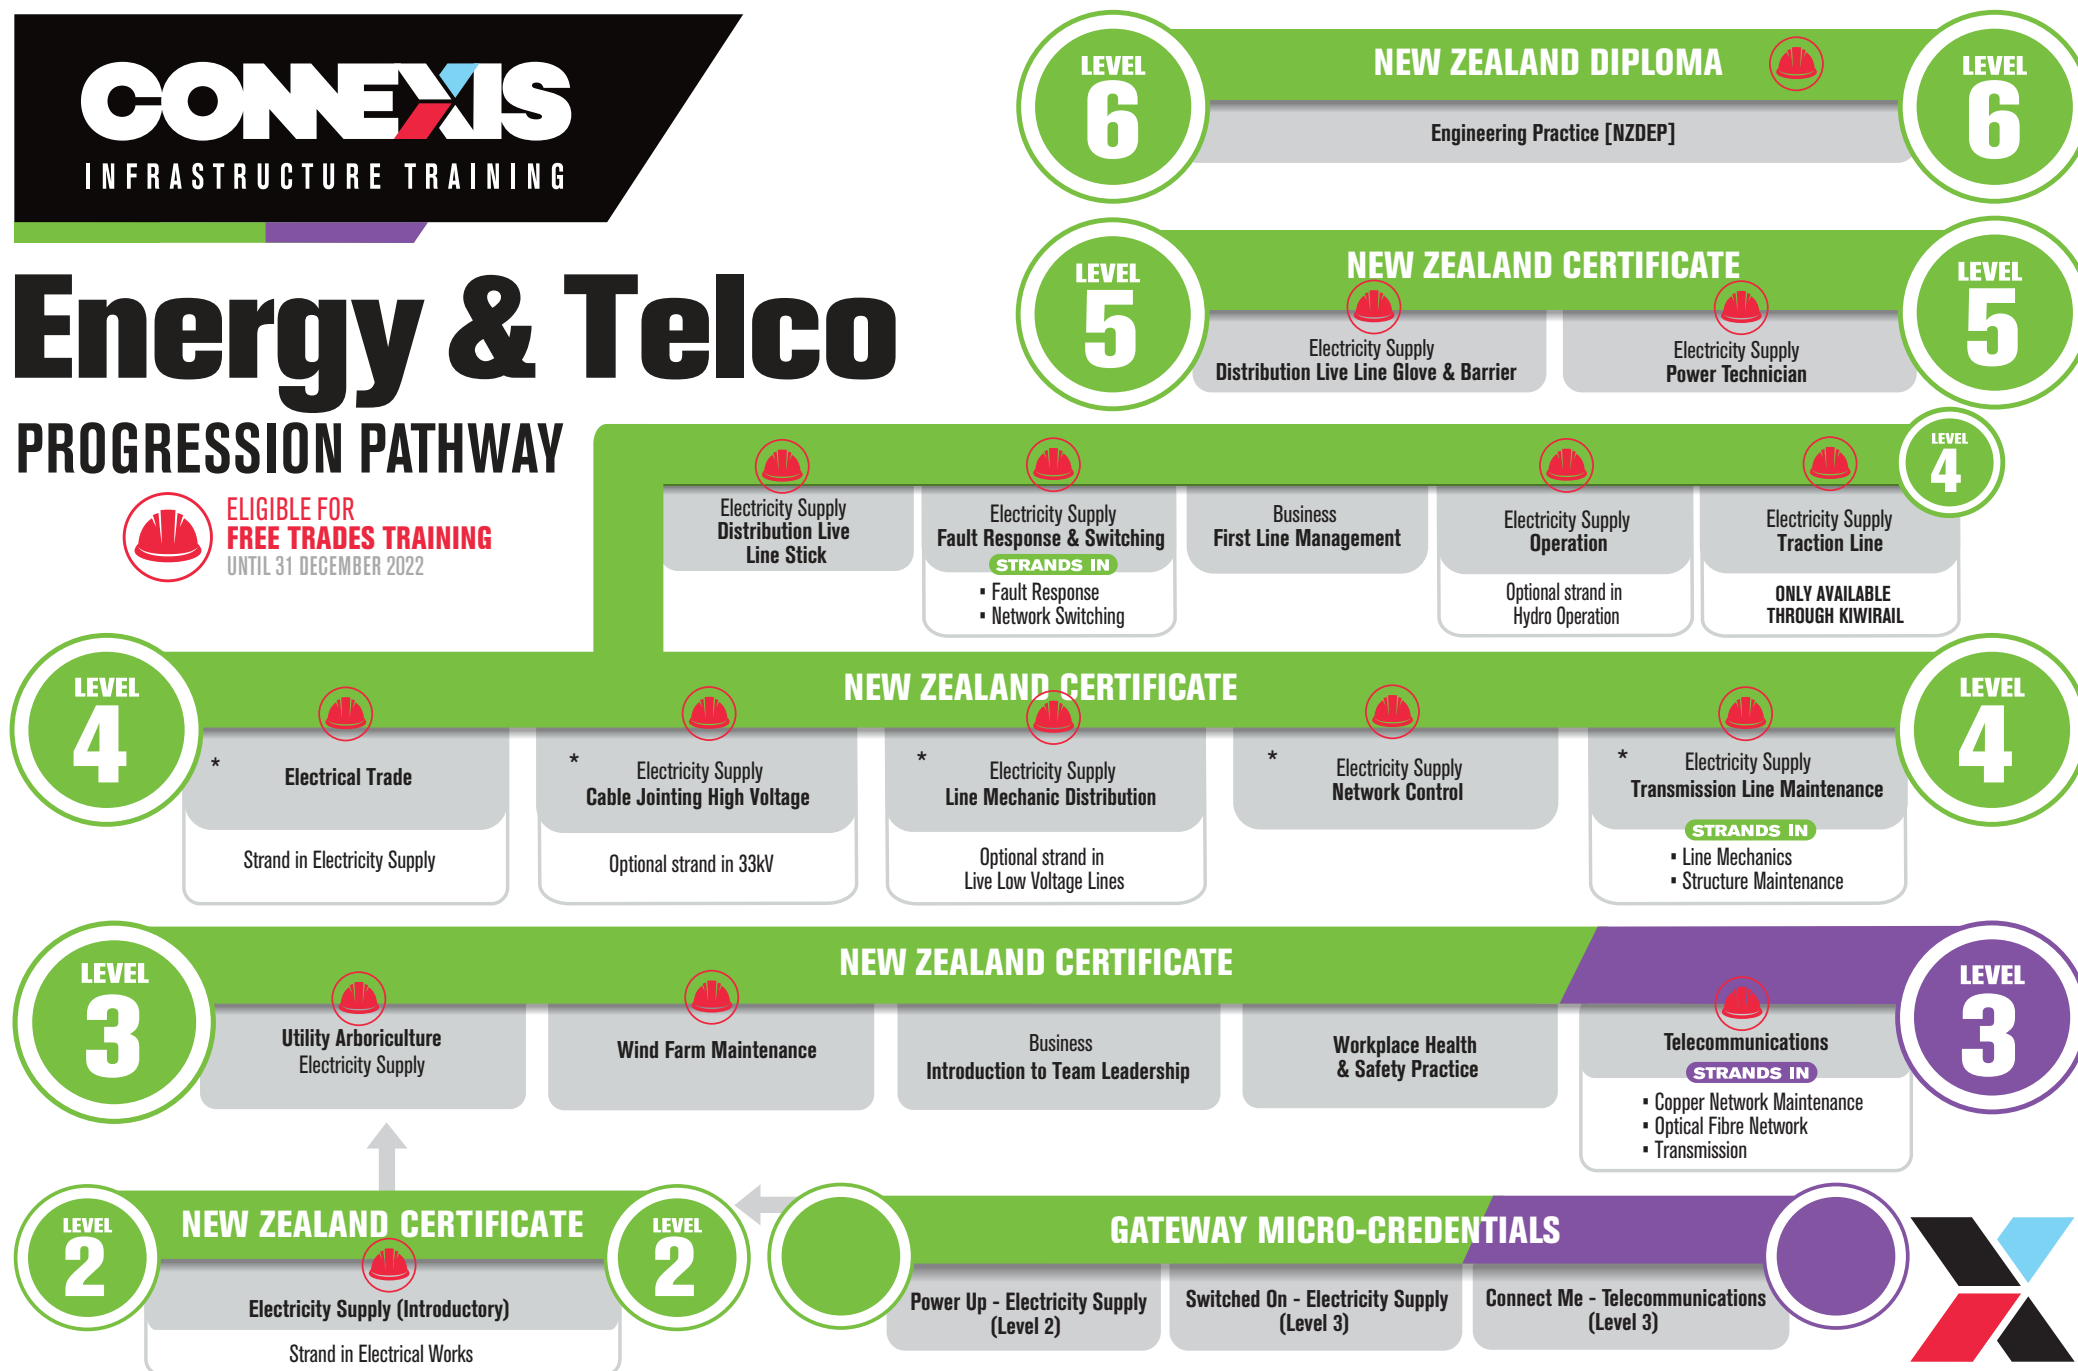 CONNEXIS
INFRASTRUCTURE TRAINING
Energy & Telco
PROGRESSION PATHWAY
ELIGIBLE FOR
FREE TRADES TRAINING
UNTIL 31 DECEMBER 2022
LEVEL
6
NEW ZEALAND DIPLOMA
Engineering Practice [NZDEP]
LEVEL
6
LEVEL
5
NEW ZEALAND CERTIFICATE
Electricity Supply
Distribution Live Line Glove & Barrier
Electricity Supply
Power Technician
LEVEL
5
LEVEL
4
Electricity Supply
Distribution Live
Line Stick
Electricity Supply
Fault Response & Switching
STRANDS IN
▪ Fault Response
▪ Network Switching
Business
First Line Management
Electricity Supply
Operation
Optional strand in
Hydro Operation
Electricity Supply
Traction Line
ONLY AVAILABLE
THROUGH KIWIRAIL
LEVEL
4
NEW ZEALAND CERTIFICATE
LEVEL
4
*
Electrical Trade
Strand in Electricity Supply
*
Electricity Supply
Cable Jointing High Voltage
Optional strand in 33kV
*
Electricity Supply
Line Mechanic Distribution
Optional strand in
Live Low Voltage Lines
*
Electricity Supply
Network Control
*
Electricity Supply
Transmission Line Maintenance
STRANDS IN
▪ Line Mechanics
▪ Structure Maintenance
LEVEL
3
NEW ZEALAND CERTIFICATE
LEVEL
3
Utility Arboriculture
Electricity Supply
Wind Farm Maintenance
Business
Introduction to Team Leadership
Workplace Health
& Safety Practice
Telecommunications
STRANDS IN
▪ Copper Network Maintenance
▪ Optical Fibre Network
▪ Transmission
LEVEL
2
NEW ZEALAND CERTIFICATE
LEVEL
2
Electricity Supply (Introductory)
Strand in Electrical Works
GATEWAY MICRO-CREDENTIALS
Power Up - Electricity Supply
(Level 2)
Switched On - Electricity Supply
(Level 3)
Connect Me - Telecommunications
(Level 3)